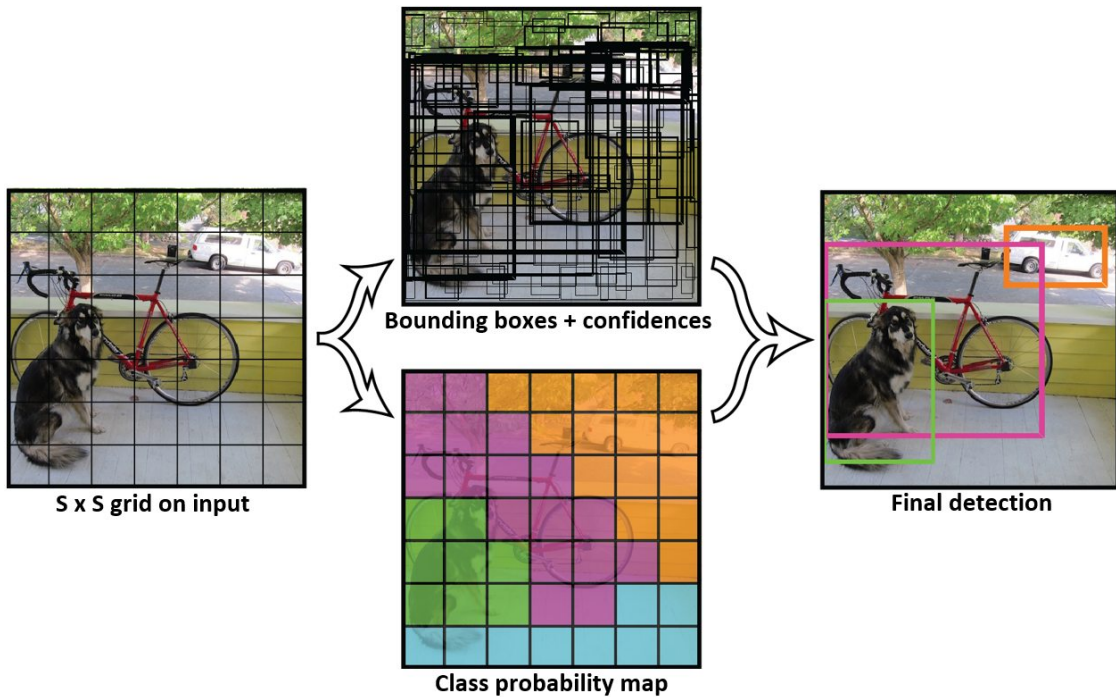 Bounding boxes + confidences
S x S grid on input
Final detection
Class probability map